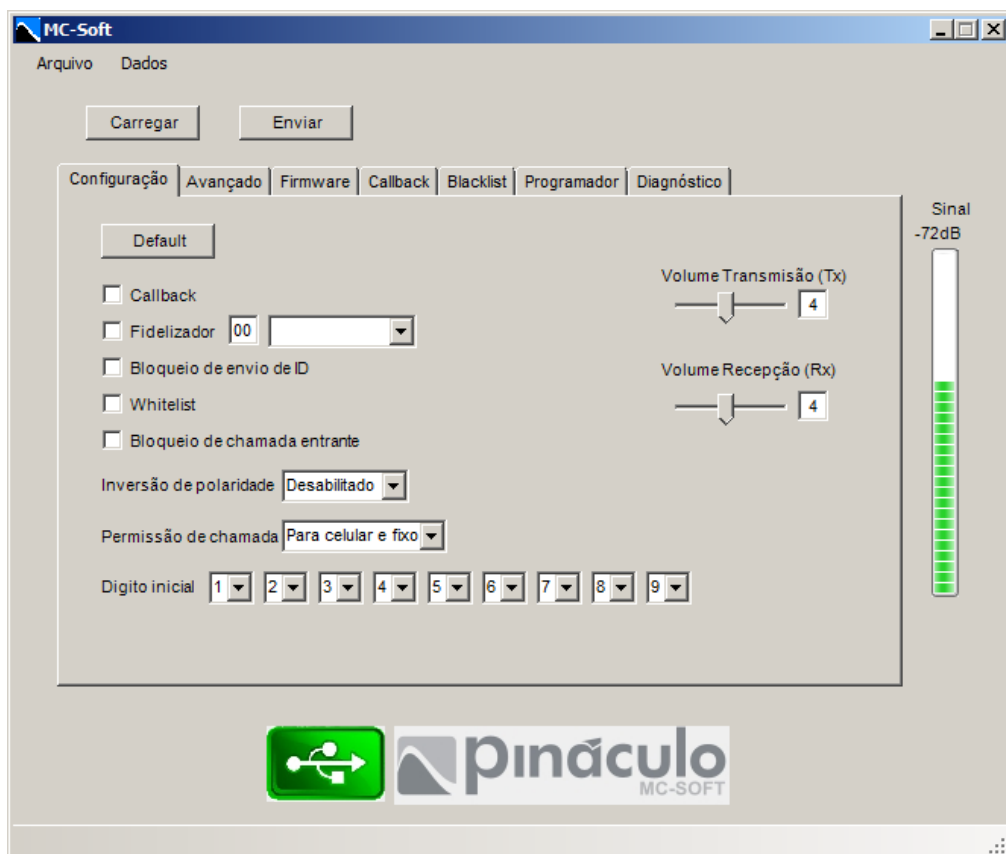 MC-Soft
Arquivo Dados
Carregar Enviar
Configuração Avançado Firmware Callback Blacklist Programador Diagnóstico
Sinal
-72dB
Default
Volume Transmisão (Tx)
4
Callback
Fidelizador 00
Bloqueio de envio de ID
Volume Recepção (Rx)
4
Whitelist
Bloqueio de chamada entrante
Inversão de polaridade Desabilitado
Permissão de chamada Para celular e fixo
Digito inicial 1 2 3 4 5 6 7 8 9
pináculo
MC-SOFT